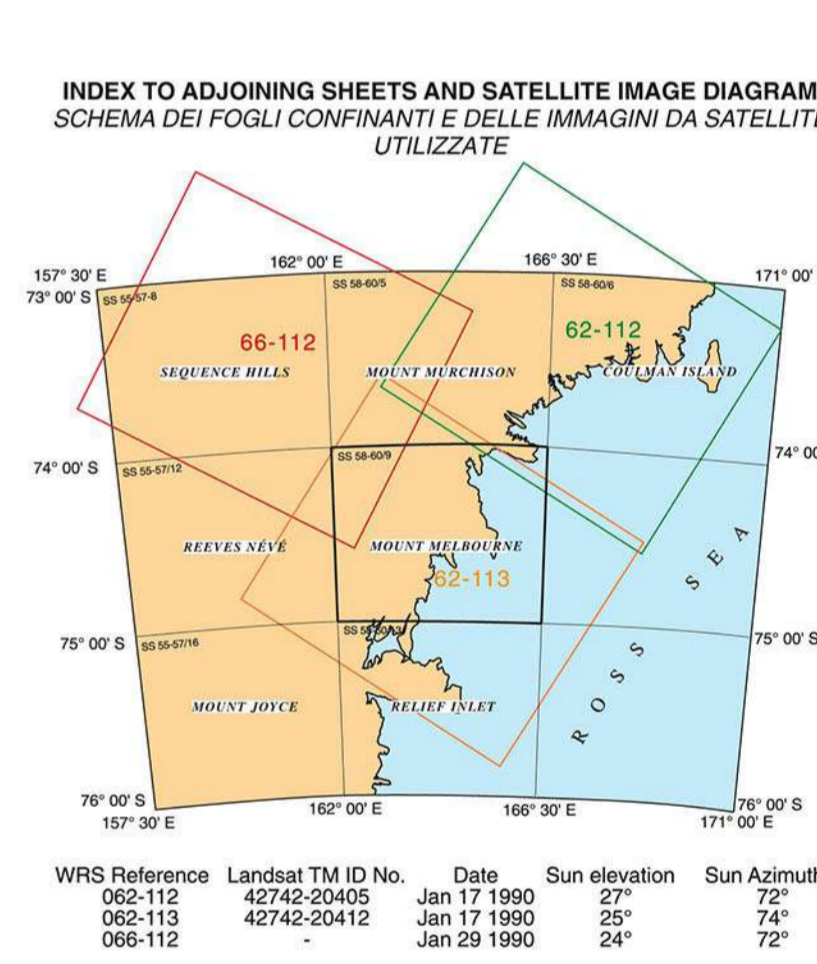 INDEX TO ADJOINING SHEETS AND SATELLITE IMAGE DIAGRAM
SCHEMA DEI FOGLI CONFINANTI E DELLE IMMAGINI DA SATELLITE
UTILIZZATE
157° 30' E
162° 00' E
166° 30' E
171° 00'
73° 00' S
SS 55-57-8
SS 58-60/5
SS 58-60/6
66-112
62-112
SEQUENCE HILLS
MOUNT MURCHISON
COULMAN ISLAND
74° 00' S
SS 55-57/12
SS 58-60/9
74° 00
REEVES NÉVÉ
MOUNT MELBOURNE
62-113
ROSS SEA
75° 00' S
SS 55-57/16
75° 00' S
MOUNT JOYCE
RELIEF INLET
76° 00' S
157° 30' E
162° 00' E
166° 30' E
76° 00' S
171° 00' E
WRS Reference Landsat TM ID No. Date Sun elevation Sun Azimuth
062-112 42742-20405 Jan 17 1990 27° 72°
062-113 42742-20412 Jan 17 1990 25° 74°
066-112 - Jan 29 1990 24° 72°